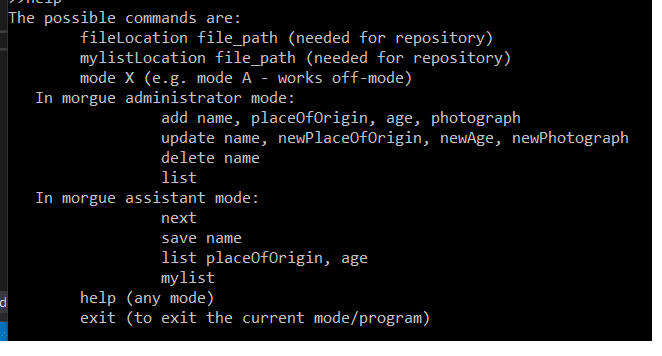 >>help
The possible commands are:
fileLocation file_path (needed for repository)
mylistLocation file_path (needed for repository)
mode X (e.g. mode A - works off-mode)
In morgue administrator mode:
add name, placeOfOrigin, age, photograph
update name, newPlaceOfOrigin, newAge, newPhotograph
delete name
list
In morgue assistant mode:
next
save name
list placeOfOrigin, age
mylist
help (any mode)
exit (to exit the current mode/program)
d